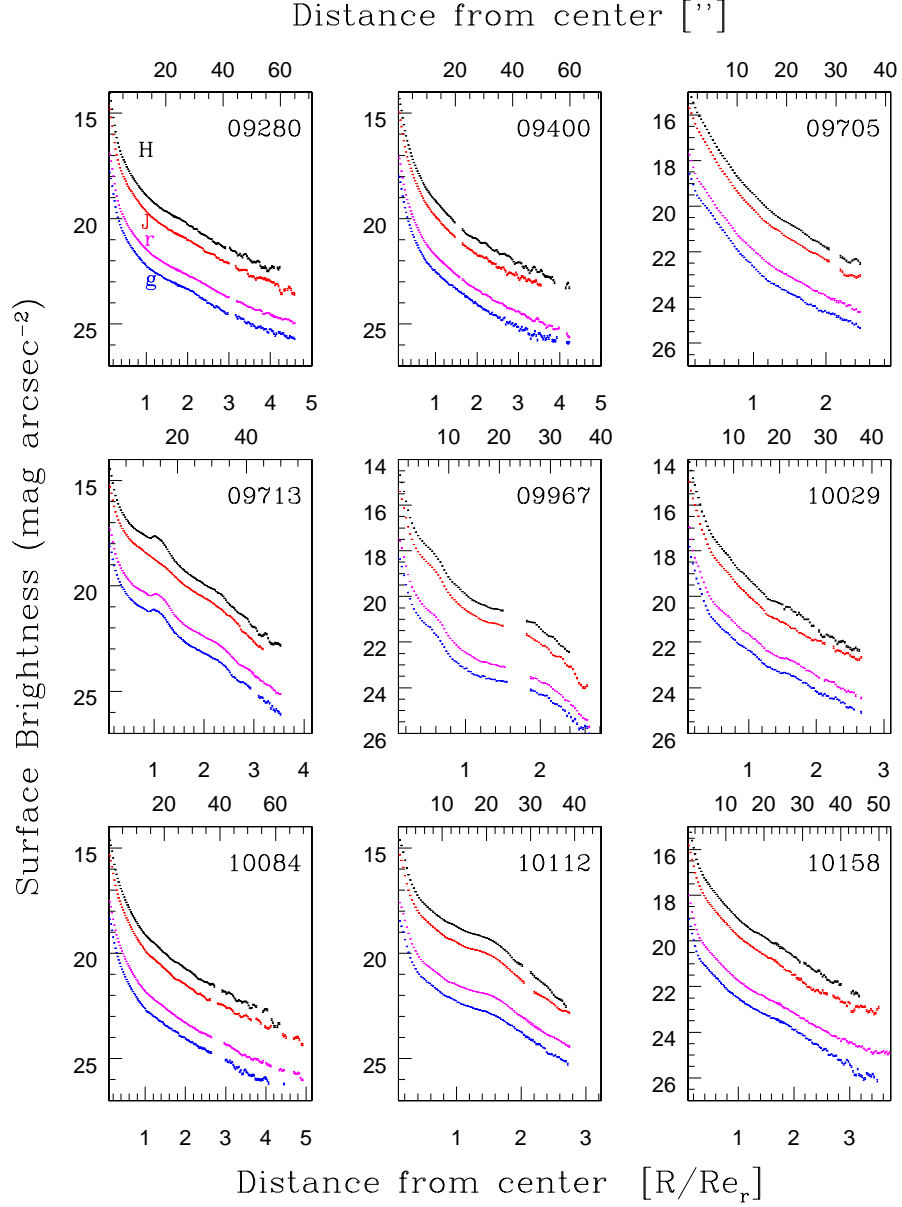 Distance from center ['']
20 40 60 20 40 60 10 20 30 40
15 09280 09400 09705 16
H
18
20 J 20 20
r
g 22
25 25 24
26
1 2 3 4 5 1 2 3 4 5 1 2
20 40 10 20 30 40 10 20 30 40
15 09713 14 09967 14 10029
16 16
18 18
20 20 20
22 22
25 24 24
26 26
1 2 3 4 1 2 1 2 3
20 40 60 10 20 30 40 10 20 30 40 50
15 10084 15 10112 16 10158
18
20 20 20
22
25 25 24
26
1 2 3 4 5 1 2 3 1 2 3
Surface Brightness (mag arcsec−2)
Distance from center [R/Rer]